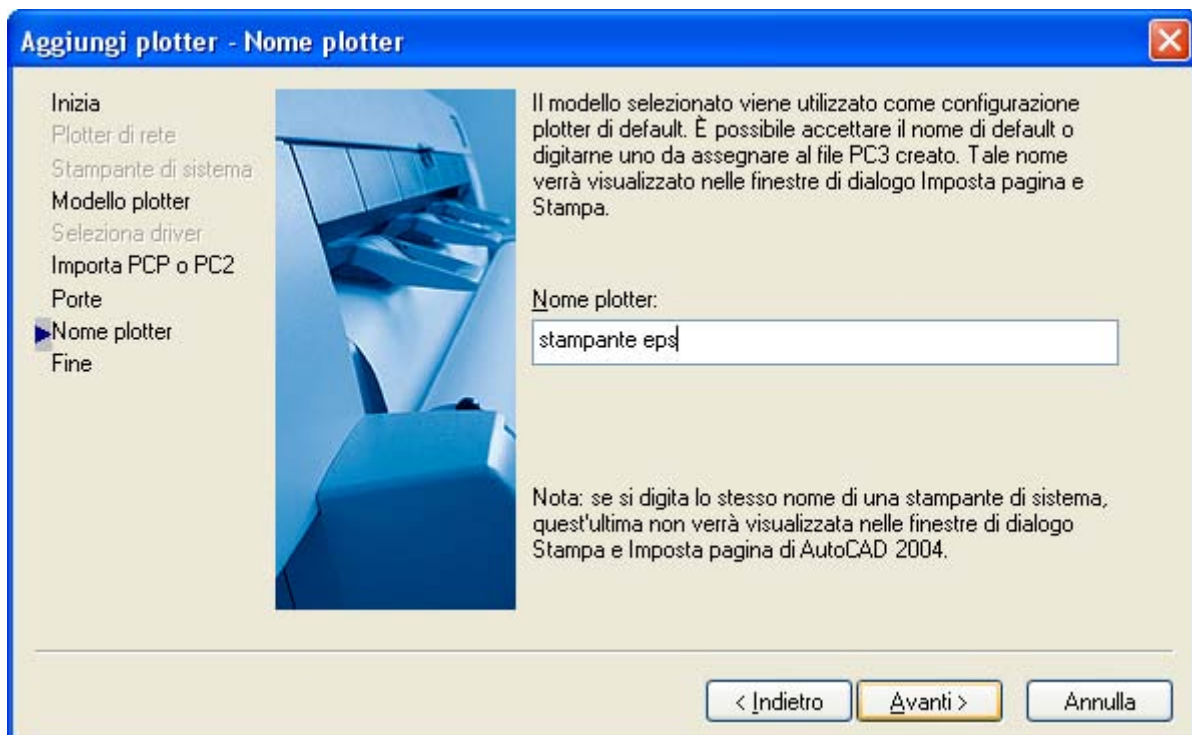 Aggiungi plotter - Nome plotter
Inizia
Plotter di rete
Stampante di sistema
Modello plotter
Seleziona driver
Importa PCP o PC2
Porte
Nome plotter
Fine
Il modello selezionato viene utilizzato come configurazione
plotter di default. È possibile accettare il nome di default o
digitarne uno da assegnare al file PC3 creato. Tale nome
verrà visualizzato nelle finestre di dialogo Imposta pagina e
Stampa.
Nome plotter:
stampante eps
Nota: se si digita lo stesso nome di una stampante di sistema,
quest'ultima non verrà visualizzata nelle finestre di dialogo
Stampa e Imposta pagina di AutoCAD 2004.
< Indietro
Avanti >
Annulla